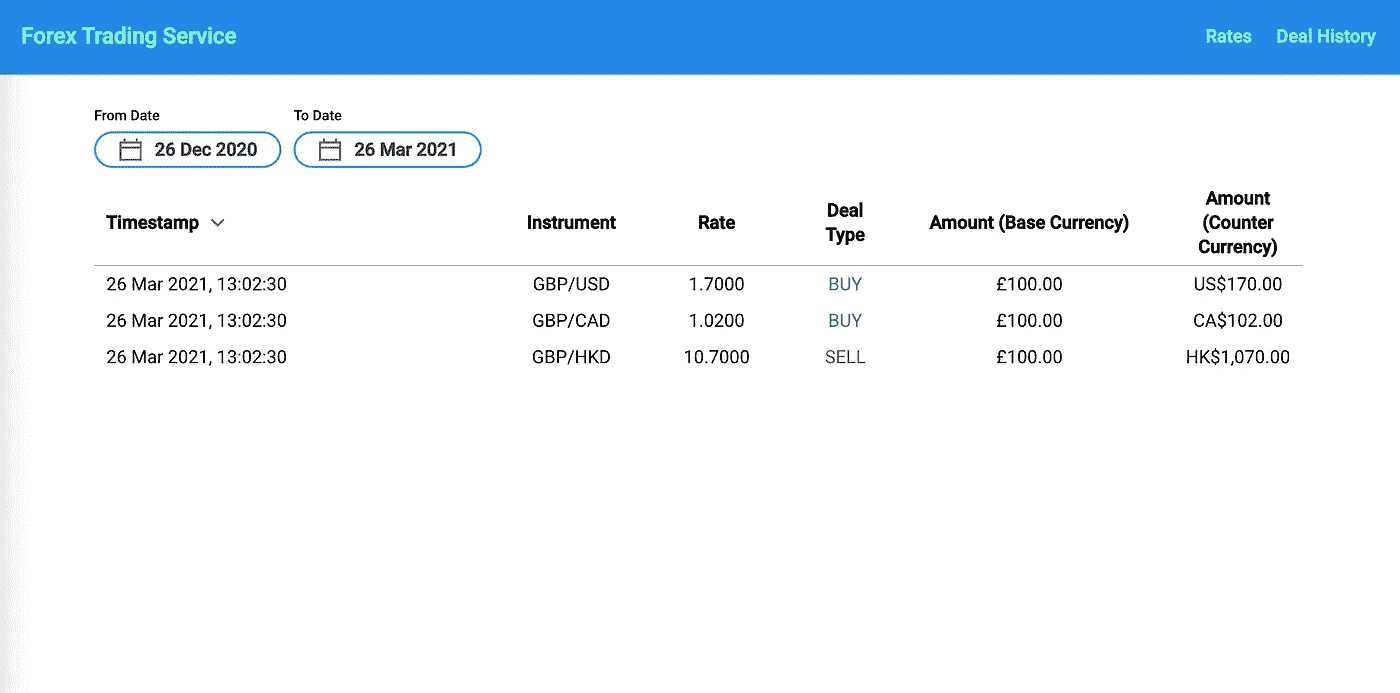 Forex Trading Service
Rates Deal History
From Date To Date
26 Dec 2020 26 Mar 2021
Timestamp Instrument Rate Deal Type Amount (Base Currency) Amount (Counter Currency)
26 Mar 2021, 13:02:30 GBP/USD 1.7000 BUY £100.00 US$170.00
26 Mar 2021, 13:02:30 GBP/CAD 1.0200 BUY £100.00 CA$102.00
26 Mar 2021, 13:02:30 GBP/HKD 10.7000 SELL £100.00 HK$1,070.00